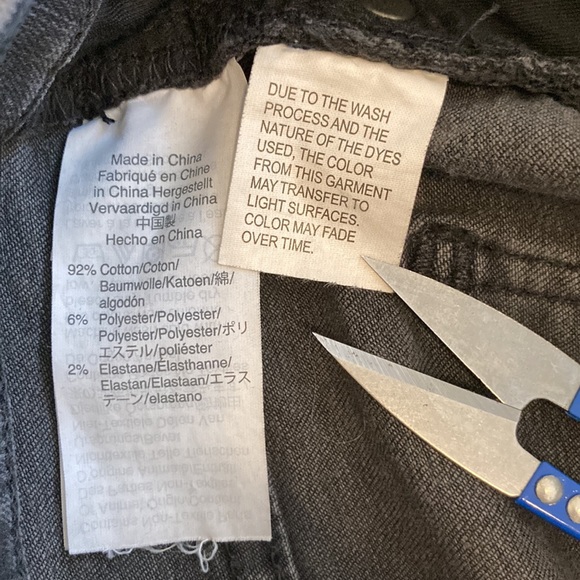 Made in China
Fabriqué en Chine
in China Hergestellt
Vervaardigd in China
中国製
Hecho en China
92% Cotton/Coton/
Baumwolle/Katoen/綿/
algodón
6% Polyester/Polyester/
Polyester/Polyester/ポリ
エステル/poliéster
2% Elastane/Élasthanne/
Elastan/Elastaan/エラス
テーン/elastano
DUE TO THE WASH
PROCESS AND THE
NATURE OF THE DYES
USED, THE COLOR
FROM THIS GARMENT
MAY TRANSFER TO
LIGHT SURFACES.
COLOR MAY FADE
OVER TIME.